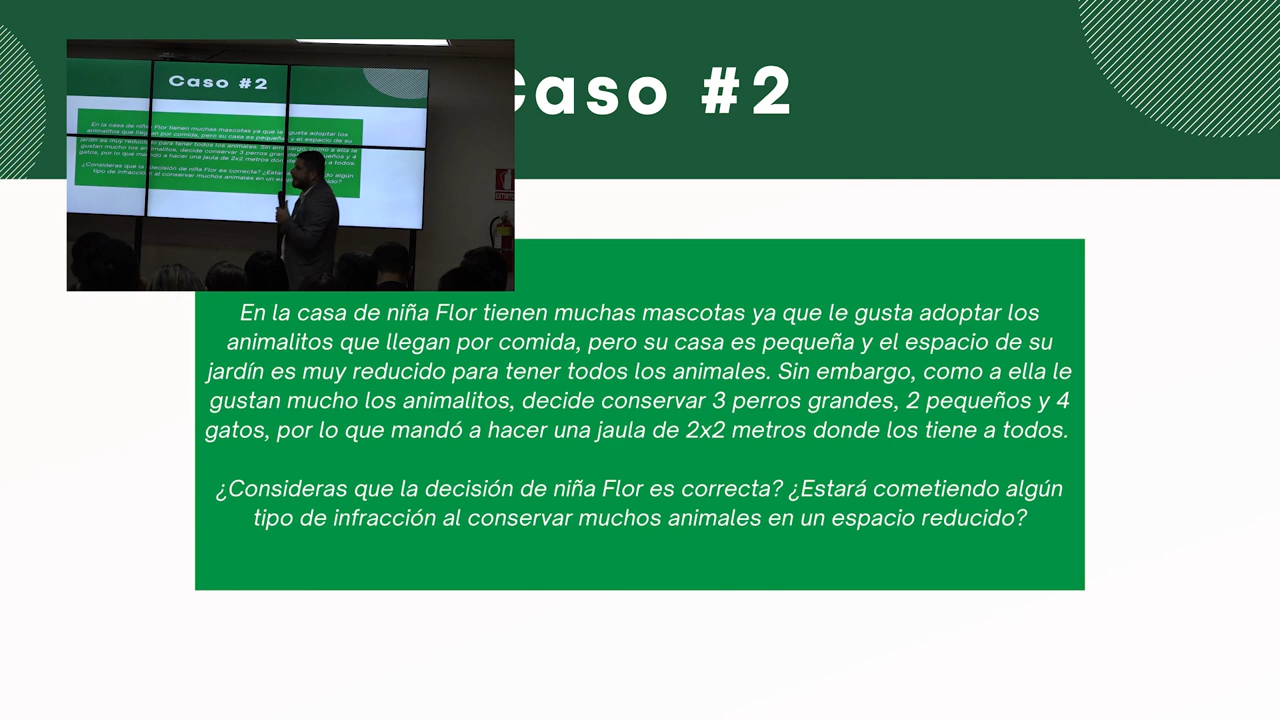 Caso #2
Caso #2
En la casa de niña Flor tienen muchas mascotas ya que le gusta adoptar los
animalitos que llegan por comida, pero su casa es pequeña y el espacio de su
jardín es muy reducido para tener todos los animales. Sin embargo, como a ella le
gustan mucho los animalitos, decide conservar 3 perros grandes, 2 pequeños y 4
gatos, por lo que mandó a hacer una jaula de 2x2 metros donde los tiene a todos.
¿Consideras que la decisión de niña Flor es correcta? ¿Estará cometiendo algún
tipo de infracción al conservar muchos animales en un espacio reducido?